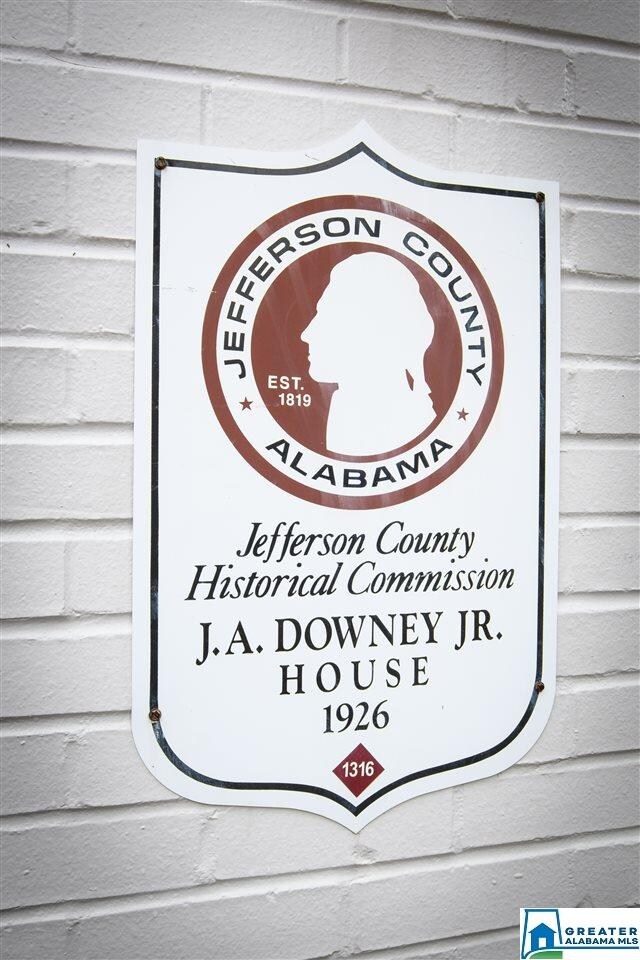 JEFFERSON COUNTY
EST.
1819
ALABAMA
Jefferson County
Historical Commission
J.A. DOWNEY JR.
HOUSE
1926
1316
GREATER
ALABAMA MLS